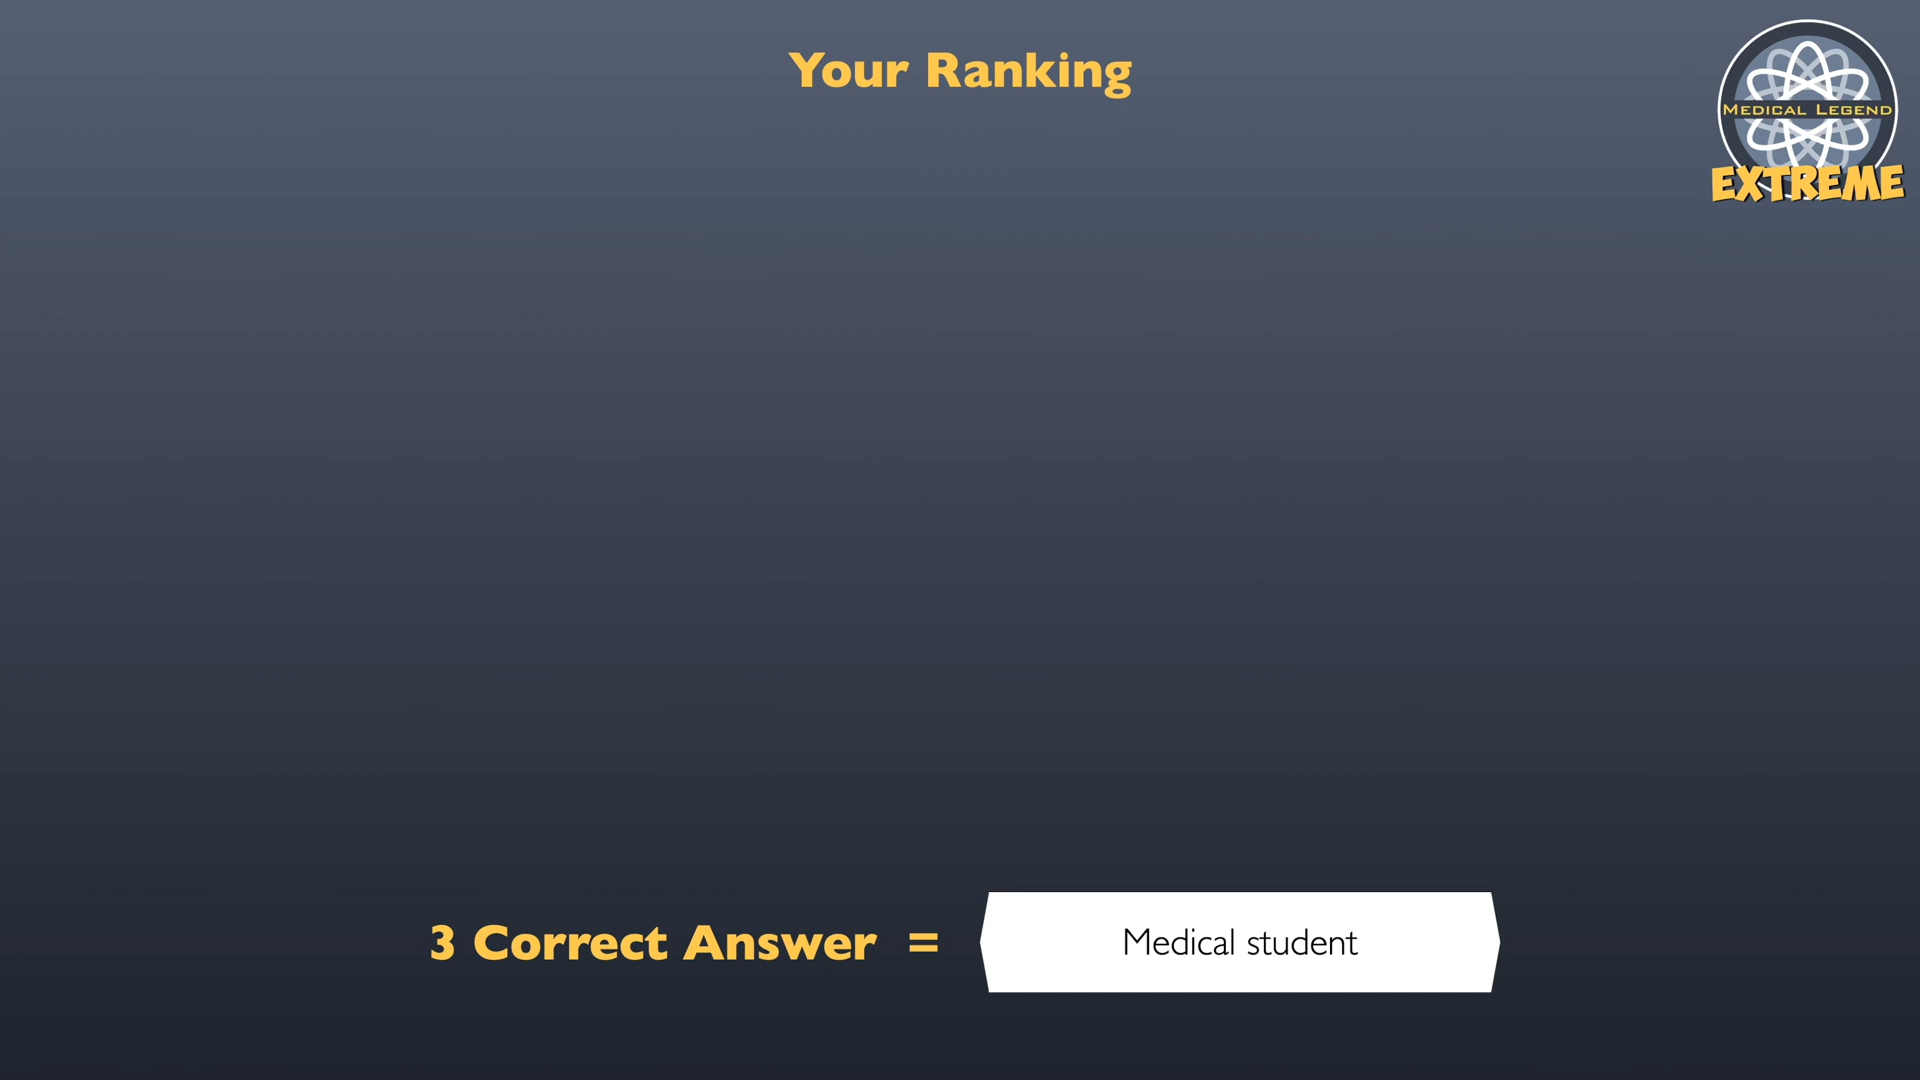 Your Ranking
MEDICAL LEGEND
EXTREME
3 Correct Answer = Medical student